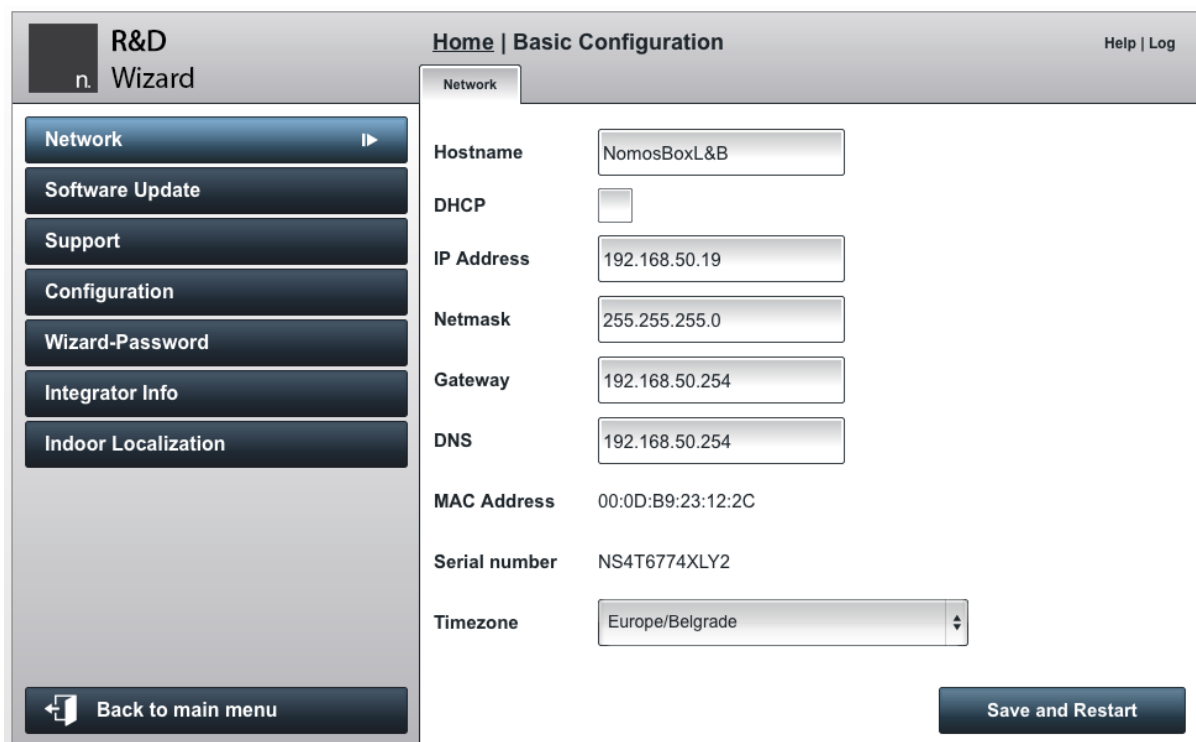 R&D
n. Wizard
Home | Basic Configuration
Help | Log
Network
Network
Software Update
Support
Configuration
Wizard-Password
Integrator Info
Indoor Localization
Back to main menu
Hostname NomosBoxL&B
DHCP
IP Address 192.168.50.19
Netmask 255.255.255.0
Gateway 192.168.50.254
DNS 192.168.50.254
MAC Address 00:0D:B9:23:12:2C
Serial number NS4T6774XLY2
Timezone Europe/Belgrade
Save and Restart